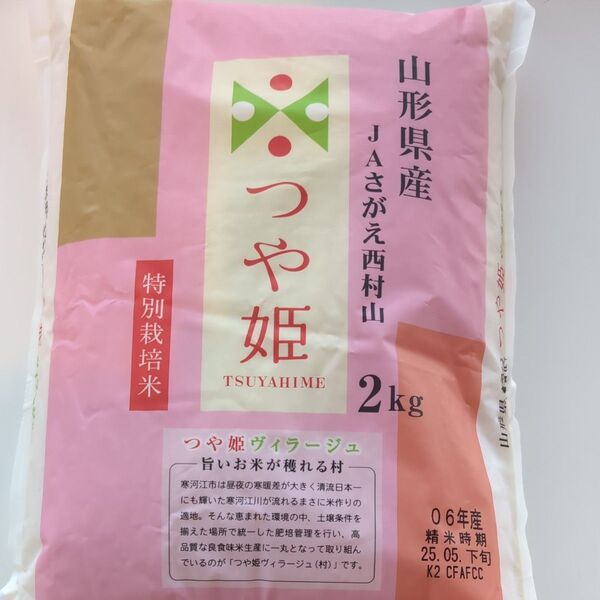 山形県産
JAさがえ西村山
つや姫
TSUYAHIME
特別栽培米
2kg
つや姫ヴィラージュ
旨いお米が穫れる村
寒河江市は昼夜の寒暖差が大きく清流日本一
にも輝いた寒河江川が流れるまさに米作りの
適地。そんな恵まれた環境の中、土壌条件を
揃えた場所で統一した肥培管理を行い、高
品質な良食味米生産に一丸となって取り組ん
でいるのが「つや姫ヴィラージュ(村)」です。
06年産
精米時期
25.05.下旬
K2 CFAFCC
つや姫